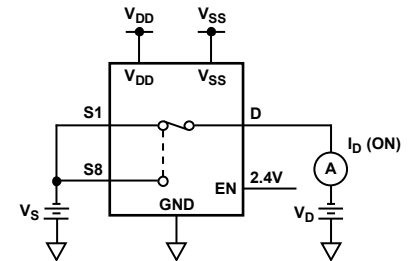 VDD VSS
VDD VSS
S1 D
ID (ON)
A
S8
EN 2.4V
VS GND VD